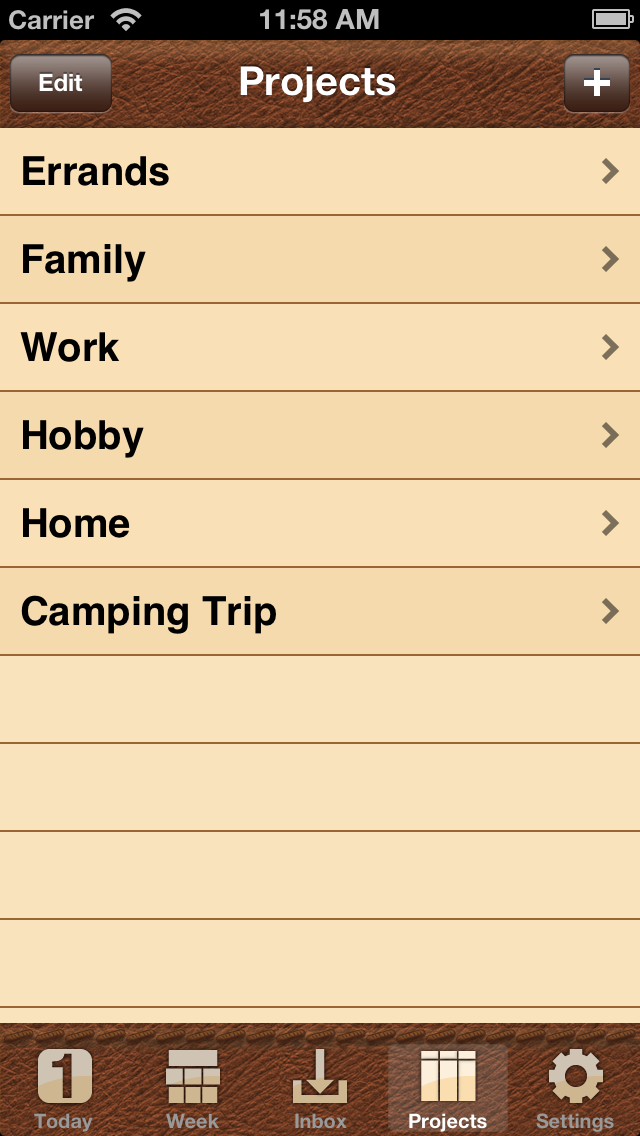 Carrier 11:58 AM
Edit Projects +
Errands
Family
Work
Hobby
Home
Camping Trip
1
Today Week Inbox Projects Settings